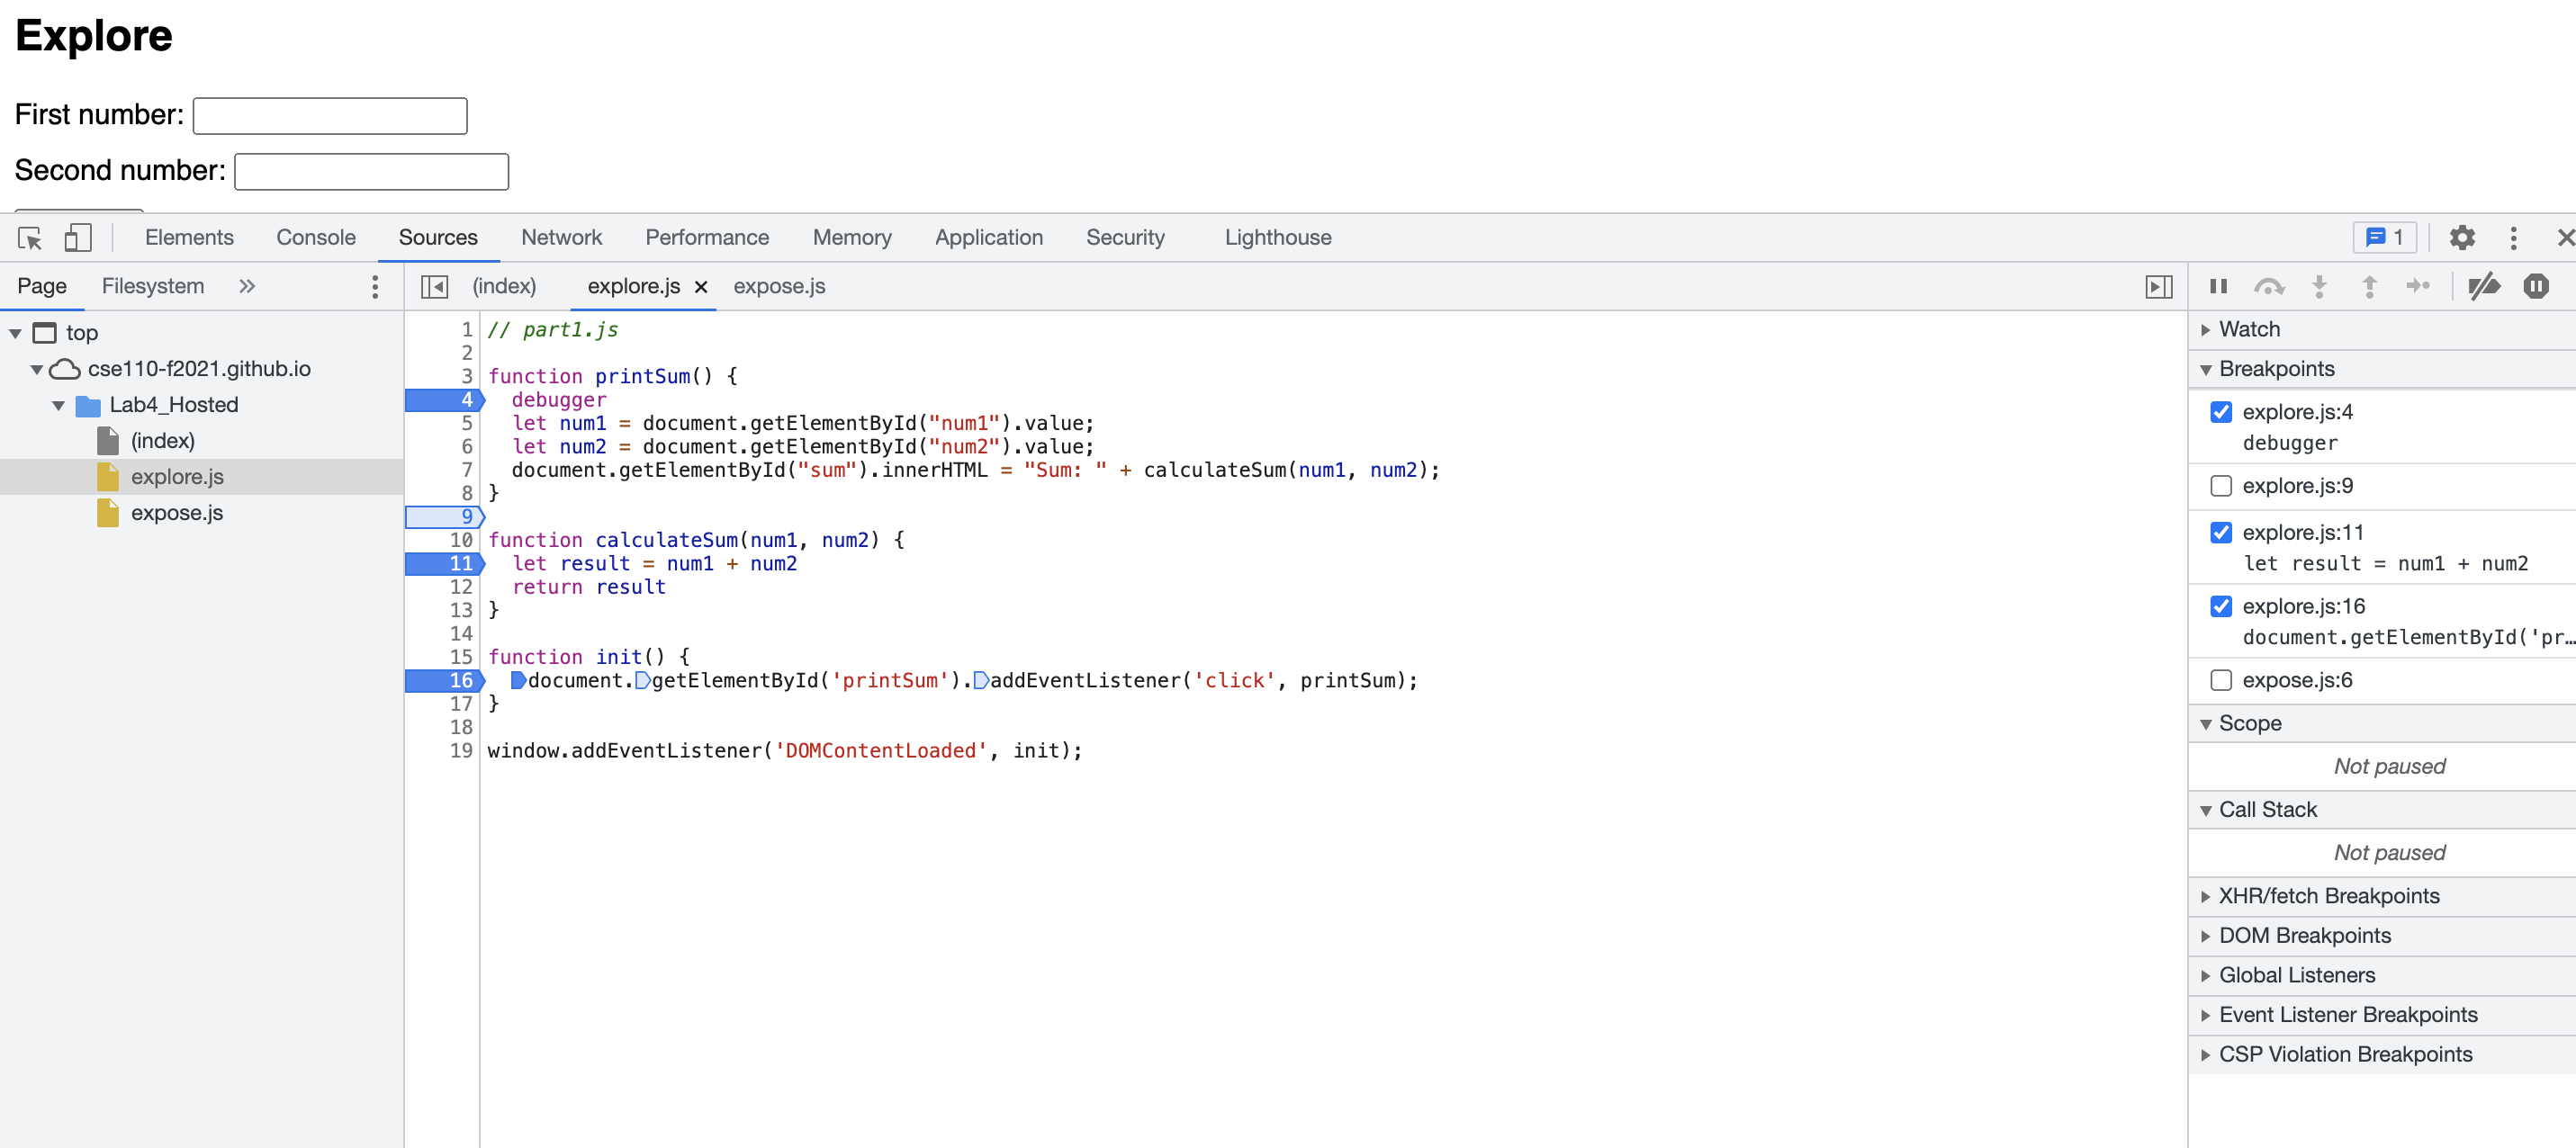 Explore
First number:
Second number:
Elements Console Sources Network Performance Memory Application Security Lighthouse 1
Page Filesystem
top
cse110-f2021.github.io
Lab4_Hosted
(index)
explore.js
expose.js
(index) explore.js expose.js
1 // part1.js
2
3 function printSum() {
4 debugger
5 let num1 = document.getElementById("num1").value;
6 let num2 = document.getElementById("num2").value;
7 document.getElementById("sum").innerHTML = "Sum: " + calculateSum(num1, num2);
8 }
9
10 function calculateSum(num1, num2) {
11 let result = num1 + num2
12 return result
13 }
14
15 function init() {
16 document.getElementById('printSum').addEventListener('click', printSum);
17 }
18
19 window.addEventListener('DOMContentLoaded', init);
Watch
Breakpoints
explore.js:4
debugger
explore.js:9
explore.js:11
let result = num1 + num2
explore.js:16
document.getElementById('pr…
expose.js:6
Scope
Not paused
Call Stack
Not paused
XHR/fetch Breakpoints
DOM Breakpoints
Global Listeners
Event Listener Breakpoints
CSP Violation Breakpoints